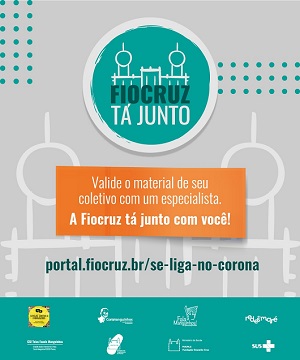 FIOCRUZ
TÁ JUNTO
Valide o material de seu
coletivo com um especialista.
A Fiocruz tá junto com você!
portal.fiocruz.br/se-liga-no-corona
SUS